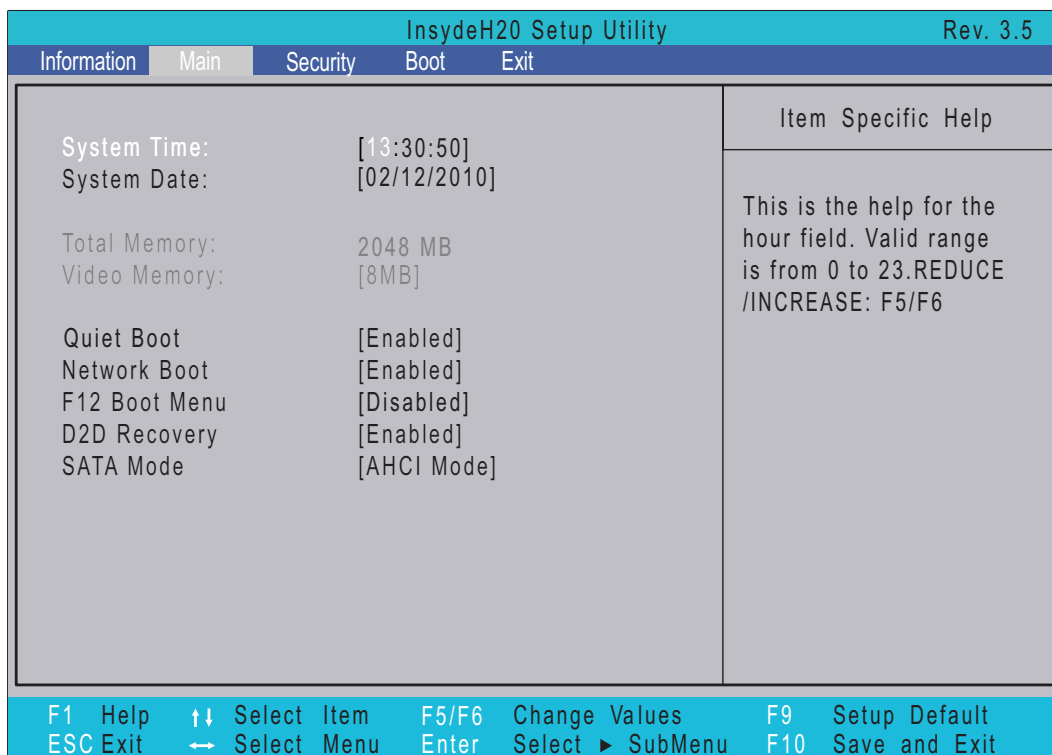 InsydeH20 Setup Utility Rev. 3.5
Information Main Security Boot Exit
System Time: [13:30:50]
System Date: [02/12/2010]
Total Memory: 2048 MB
Video Memory: [8MB]
Quiet Boot [Enabled]
Network Boot [Enabled]
F12 Boot Menu [Disabled]
D2D Recovery [Enabled]
SATA Mode [AHCI Mode]
Item Specific Help
This is the help for the
hour field. Valid range
is from 0 to 23.REDUCE
/INCREASE: F5/F6
F1 Help ↑↓ Select Item F5/F6 Change Values F9 Setup Default
ESC Exit ↔ Select Menu Enter Select ► SubMenu F10 Save and Exit